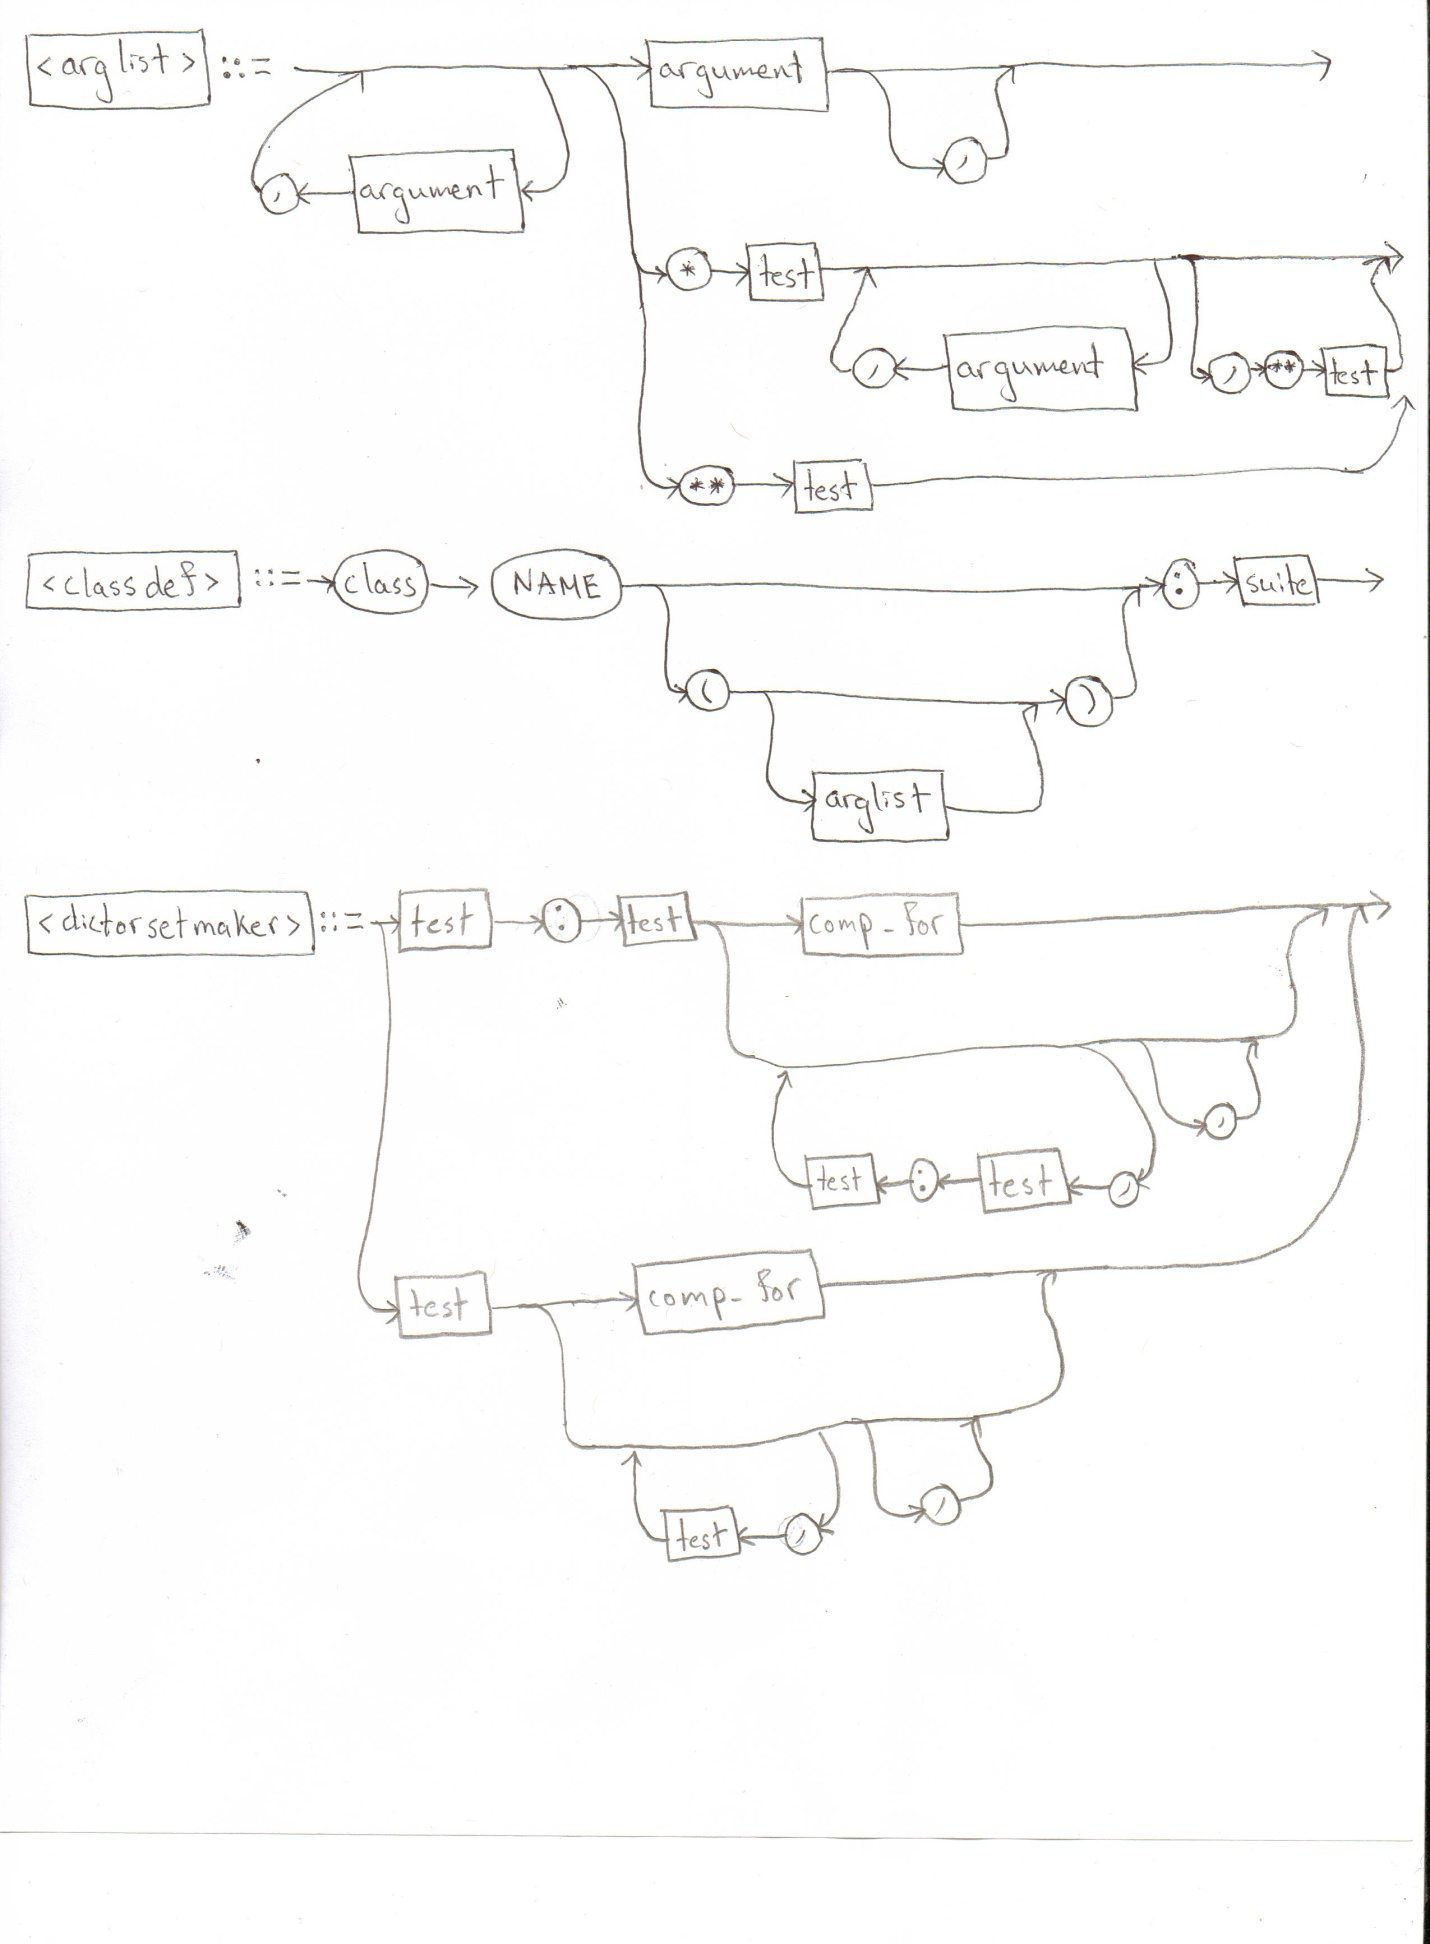 <arglist> ::= argument
, argument ,
* test
, argument , ** test
** test
<classdef> ::= class NAME : suite
( )
arglist
<dictorsetmaker> ::= test : test comp_for
,
test : test ,
test comp_for
,
test ,